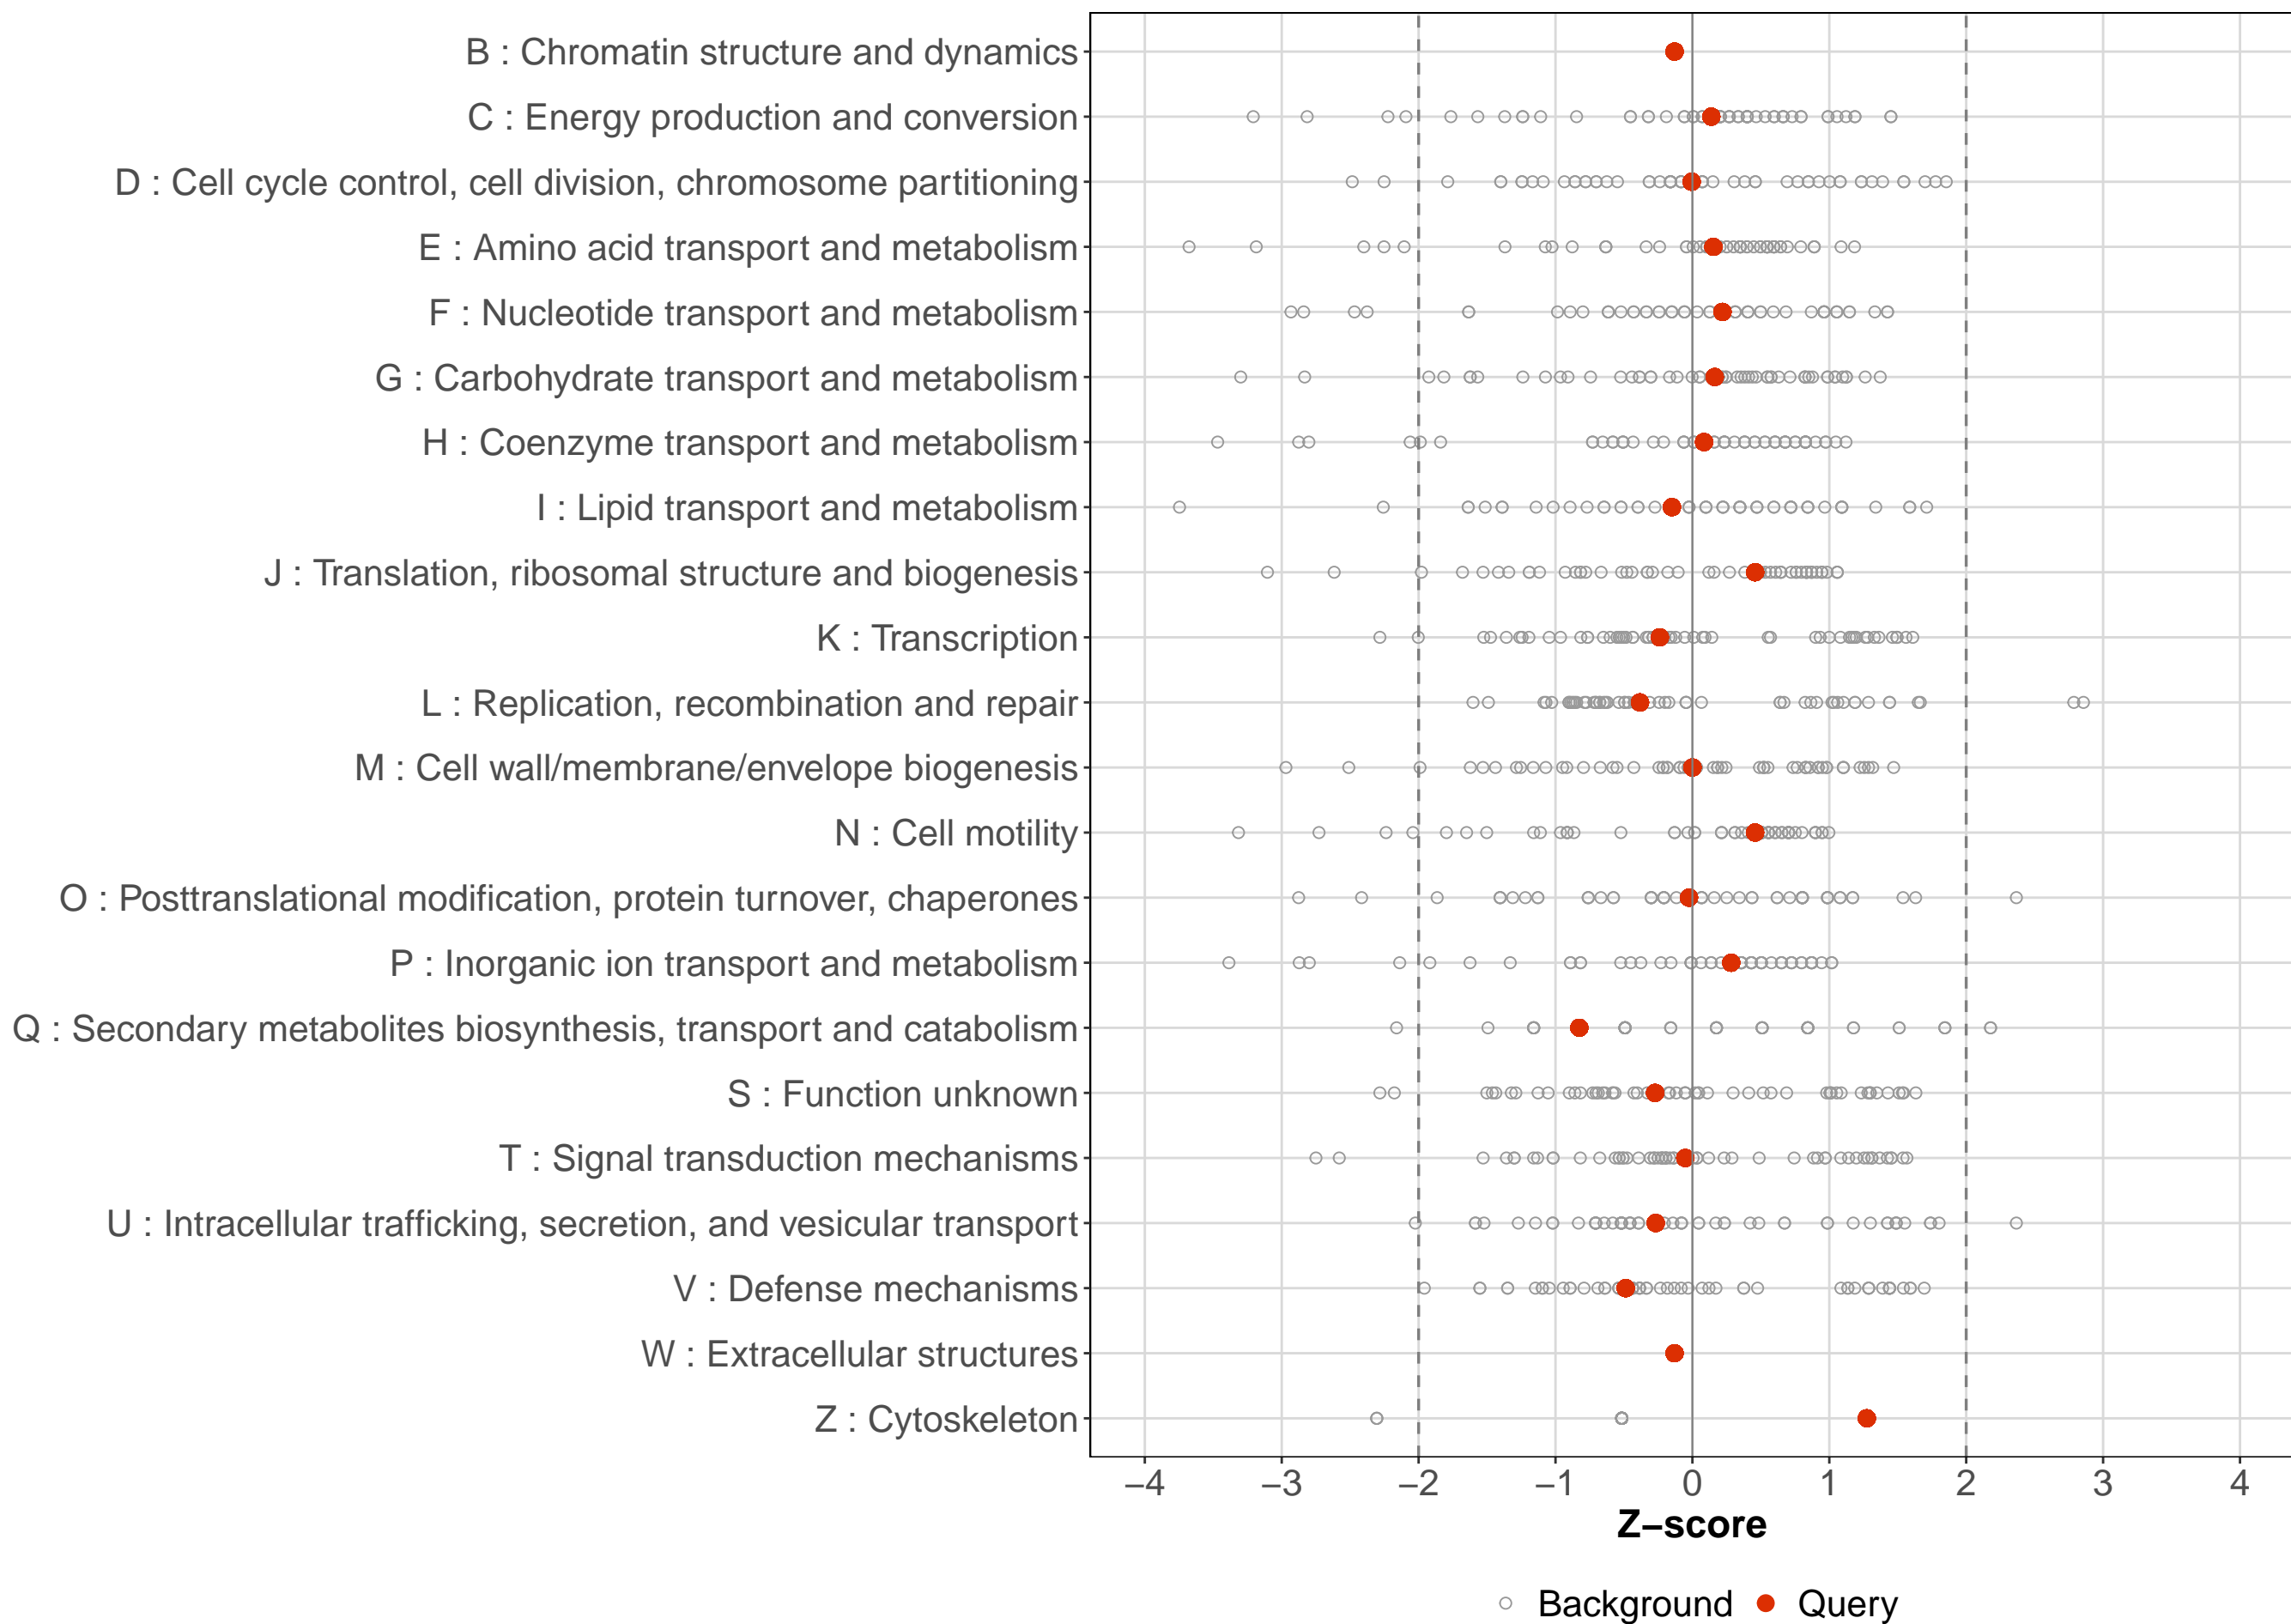 B : Chromatin structure and dynamics
C : Energy production and conversion
D : Cell cycle control, cell division, chromosome partitioning
E : Amino acid transport and metabolism
F : Nucleotide transport and metabolism
G : Carbohydrate transport and metabolism
H : Coenzyme transport and metabolism
I : Lipid transport and metabolism
J : Translation, ribosomal structure and biogenesis
K : Transcription
L : Replication, recombination and repair
M : Cell wall/membrane/envelope biogenesis
N : Cell motility
O : Posttranslational modification, protein turnover, chaperones
P : Inorganic ion transport and metabolism
Q : Secondary metabolites biosynthesis, transport and catabolism
S : Function unknown
T : Signal transduction mechanisms
U : Intracellular trafficking, secretion, and vesicular transport
V : Defense mechanisms
W : Extracellular structures
Z : Cytoskeleton
−4 −3 −2 −1 0 1 2 3 4
Z−score
Background Query